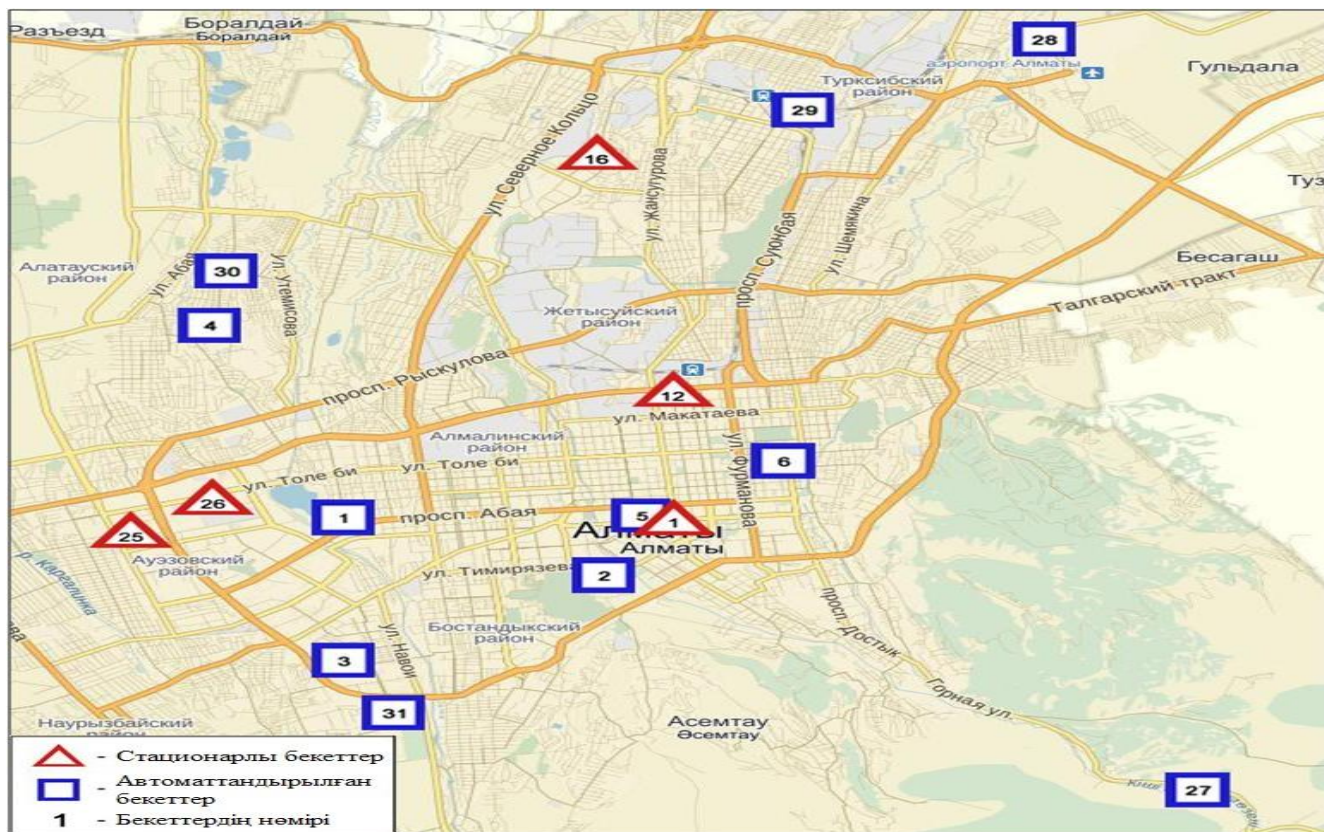 Разъезд
Боралдай
Боралдай
28
аэропорт Алматы
Гульдала
Турксибский
район
29
ул. Северное Кольцо
16
ул. Жансугурова
просп. Суюнбая
ул. Шемякина
Туз
Бесагаш
Талгарский тракт
Алатауский
район
ул. Абая
30
ул. Утемисова
4
Жетысуйский
район
просп. Рыскулова
12
ул. Макатаева
Алмалинский
район
ул. Толе би
ул. Толе би
ул. Фурманова
6
26
25
1
просп. Абая
5
1
Алматы
Алматы
Ауэзовский
район
р. Каргалинка
ул. Тимирязева
2
Бостандыкский
район
ул. Навои
3
31
просп. Достык
Горная ул.
Асемтау
Әсемтау
Наурызбайский
район
27
- Стационарлы бекеттер
- Автоматтандырылған
бекеттер
1 - Бекеттердің нөмірі